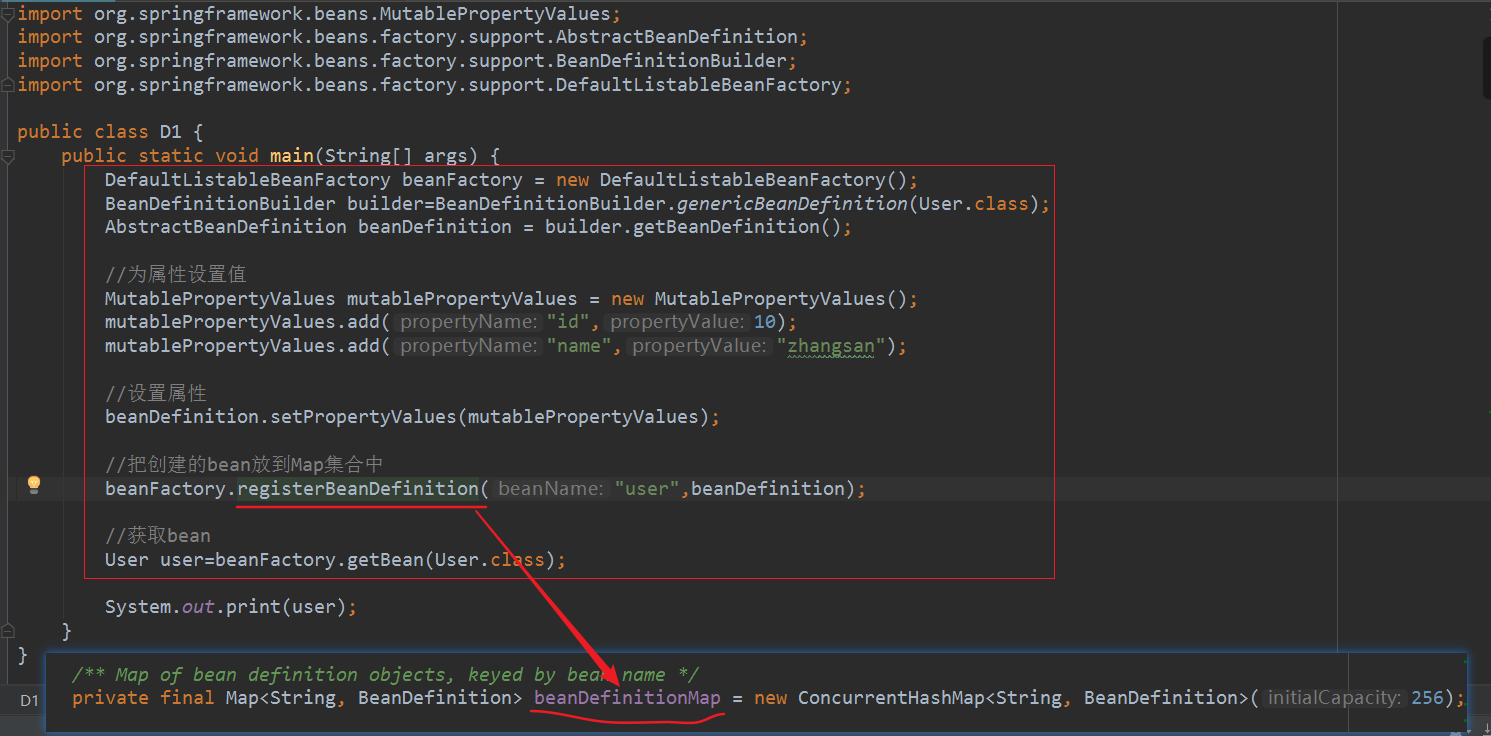 import org.springframework.beans.MutablePropertyValues;
import org.springframework.beans.factory.support.AbstractBeanDefinition;
import org.springframework.beans.factory.support.BeanDefinitionBuilder;
import org.springframework.beans.factory.support.DefaultListableBeanFactory;
public class D1 {
public static void main(String[] args) {
DefaultListableBeanFactory beanFactory = new DefaultListableBeanFactory();
BeanDefinitionBuilder builder=BeanDefinitionBuilder.genericBeanDefinition(User.class);
AbstractBeanDefinition beanDefinition = builder.getBeanDefinition();
//为属性设置值
MutablePropertyValues mutablePropertyValues = new MutablePropertyValues();
mutablePropertyValues.add( propertyName: "id", propertyValue: 10);
mutablePropertyValues.add( propertyName: "name", propertyValue: "zhangsan");
//设置属性
beanDefinition.setPropertyValues(mutablePropertyValues);
//把创建的bean放到Map集合中
beanFactory.registerBeanDefinition( beanName: "user",beanDefinition);
//获取bean
User user=beanFactory.getBean(User.class);
System.out.print(user);
}
}
/** Map of bean definition objects, keyed by bean name */
D1
private final Map<String, BeanDefinition> beanDefinitionMap = new ConcurrentHashMap<String, BeanDefinition>( initialCapacity: 256);